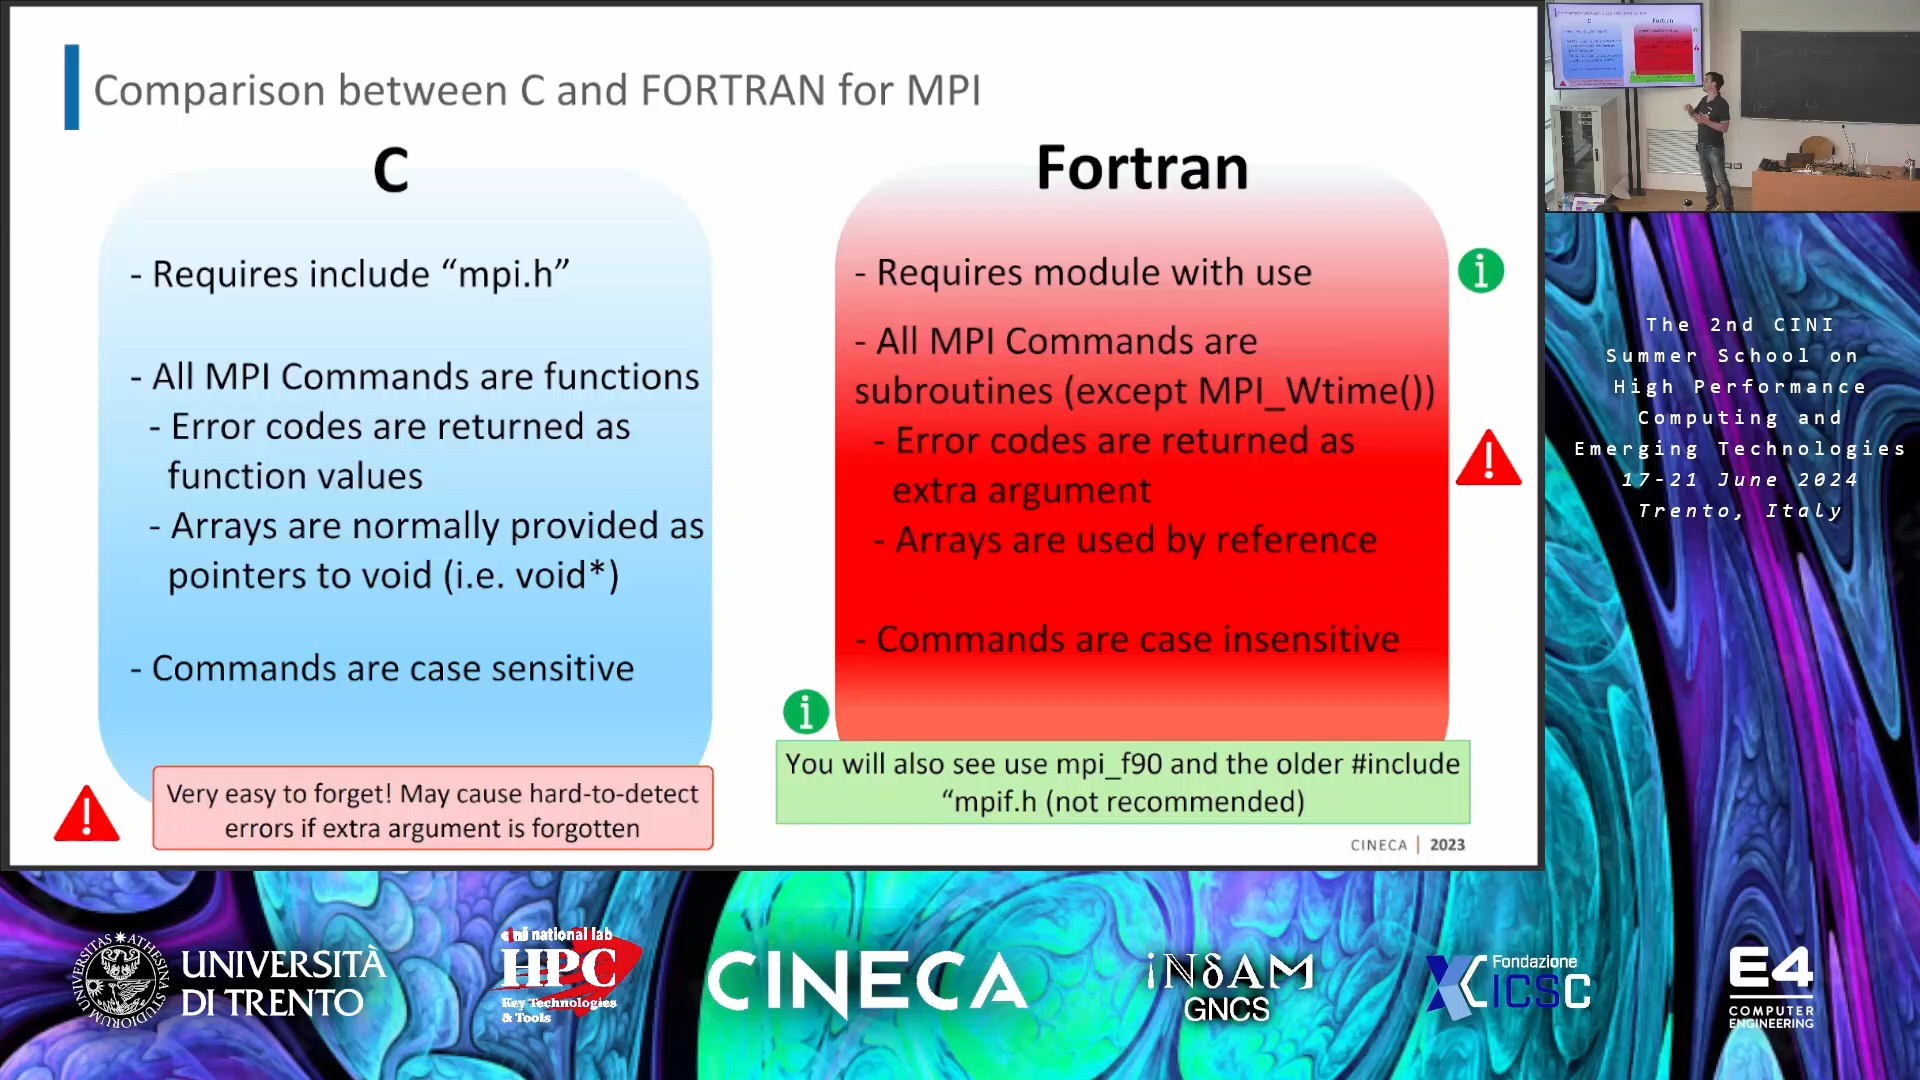 Comparison between C and FORTRAN for MPI
C
- Requires include “mpi.h”
- All MPI Commands are functions
- Error codes are returned as
function values
- Arrays are normally provided as
pointers to void (i.e. void*)
- Commands are case sensitive
Very easy to forget! May cause hard-to-detect
errors if extra argument is forgotten
Fortran
- Requires module with use
- All MPI Commands are
subroutines (except MPI_Wtime())
- Error codes are returned as
extra argument
- Arrays are used by reference
- Commands are case insensitive
You will also see use mpi_f90 and the older #include
“mpif.h (not recommended)
CINECA | 2023
The 2nd CINI
Summer School on
High Performance
Computing and
Emerging Technologies
17-21 June 2024
Trento, Italy
UNIVERSITÀ
DI TRENTO
cini national lab
HPC
Key Technologies
& Tools
CINECA
iNδAM
GNCS
Fondazione
ICSC
E4
COMPUTER
ENGINEERING